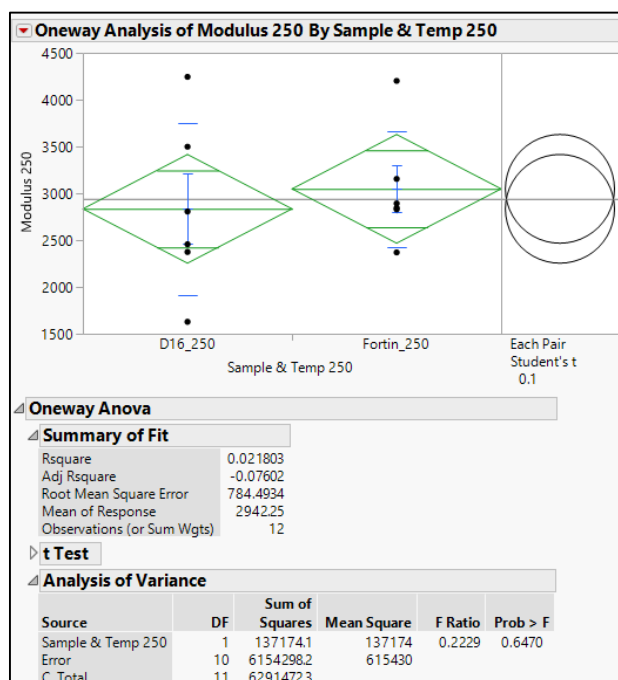 Oneway Analysis of Modulus 250 By Sample & Temp 250
4500
4000
3500
3000
2500
2000
1500
Modulus 250
D16_250
Fortin_250
Sample & Temp 250
Each Pair
Student's t
0.1
Oneway Anova
Summary of Fit
Rsquare 0.021803
Adj Rsquare -0.07602
Root Mean Square Error 784.4934
Mean of Response 2942.25
Observations (or Sum Wgts) 12
t Test
Analysis of Variance
Source DF Sum of Squares Mean Square F Ratio Prob > F
Sample & Temp 250 1 137174.1 137174 0.2229 0.6470
Error 10 6154298.2 615430
C. Total 11 6291472.3